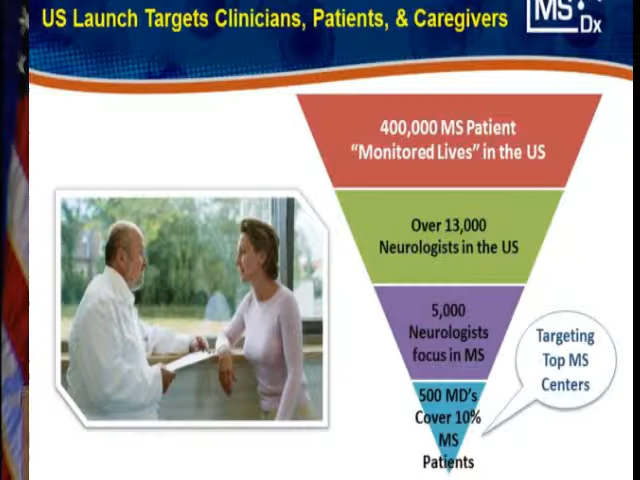 US Launch Targets Clinicians, Patients, & Caregivers
MS
Dx
400,000 MS Patient
“Monitored Lives” in the US
Over 13,000
Neurologists in the US
5,000
Neurologists
focus in MS
Targeting
Top MS
Centers
500 MD's
Cover 10%
MS
Patients